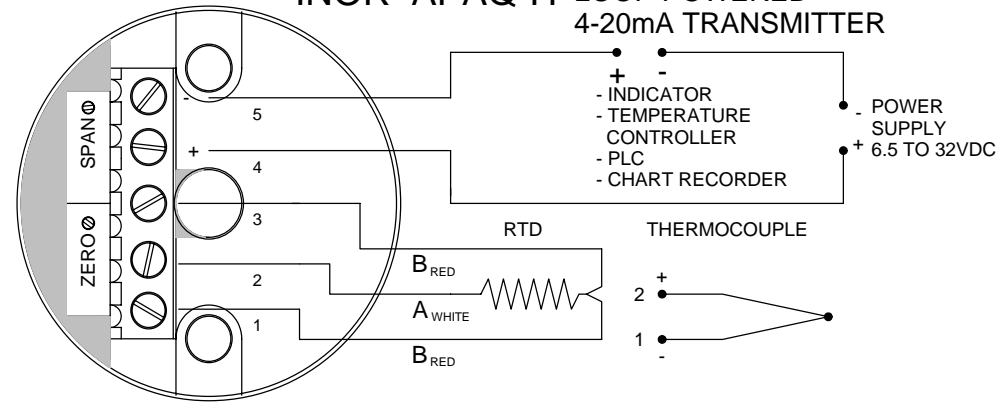 4-20mA TRANSMITTER
+ -
- INDICATOR
- TEMPERATURE
CONTROLLER
- PLC
- CHART RECORDER
- POWER
SUPPLY
+ 6.5 TO 32VDC
SPAN
ZERO
-
5
+
4
3
2
1
RTD
B RED
A WHITE
B RED
THERMOCOUPLE
+
2
1
-